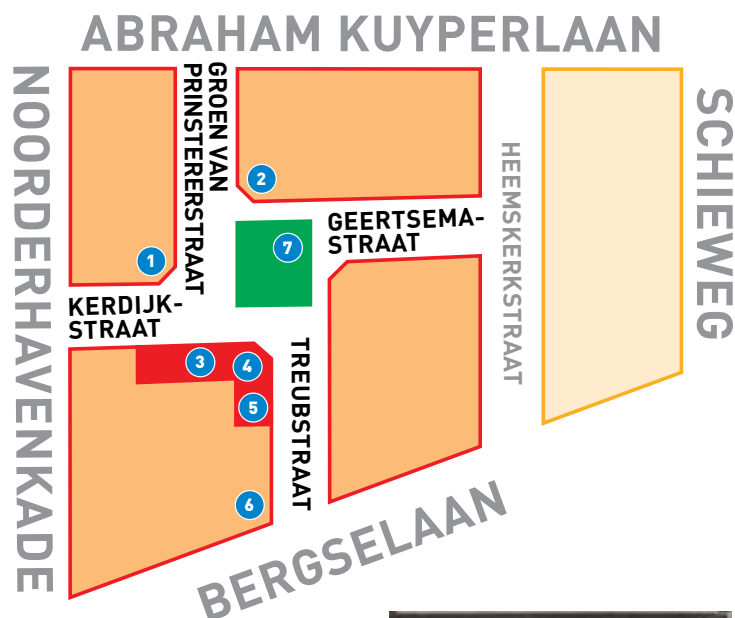 ABRAHAM KUYPERLAAN
NOORDERHAVENKADE
GROEN VAN
PRINSTERERSTRAAT
SCHIEWEG
HEEMSKERKSTRAAT
2
GEERTSEMA-
STRAAT
7
1
KERDIJK-
STRAAT
3
4
TREUBSTRAAT
5
6
BERGSELAAN